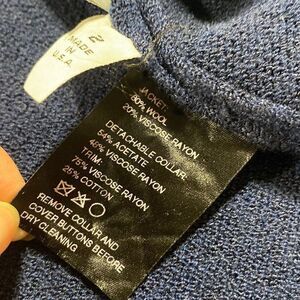 2
MADE
IN
U.S.A.
JACKET:
80% WOOL
20% VISCOSE RAYON
DETACHABLE COLLAR:
54% ACETATE
46% VISCOSE RAYON
TRIM:
75% VISCOSE RAYON
25% COTTON
REMOVE COLLAR AND
COVER BUTTONS BEFORE
DRY CLEANING